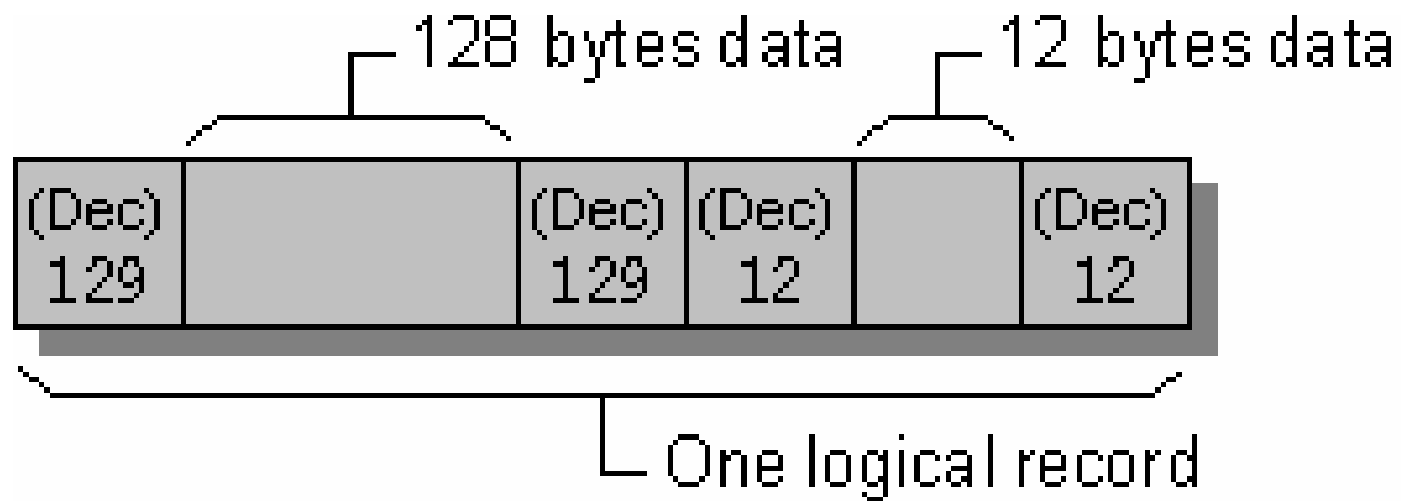 128 bytes data 12 bytes data
(Dec) (Dec) (Dec) (Dec)
129 129 12 12
One logical record